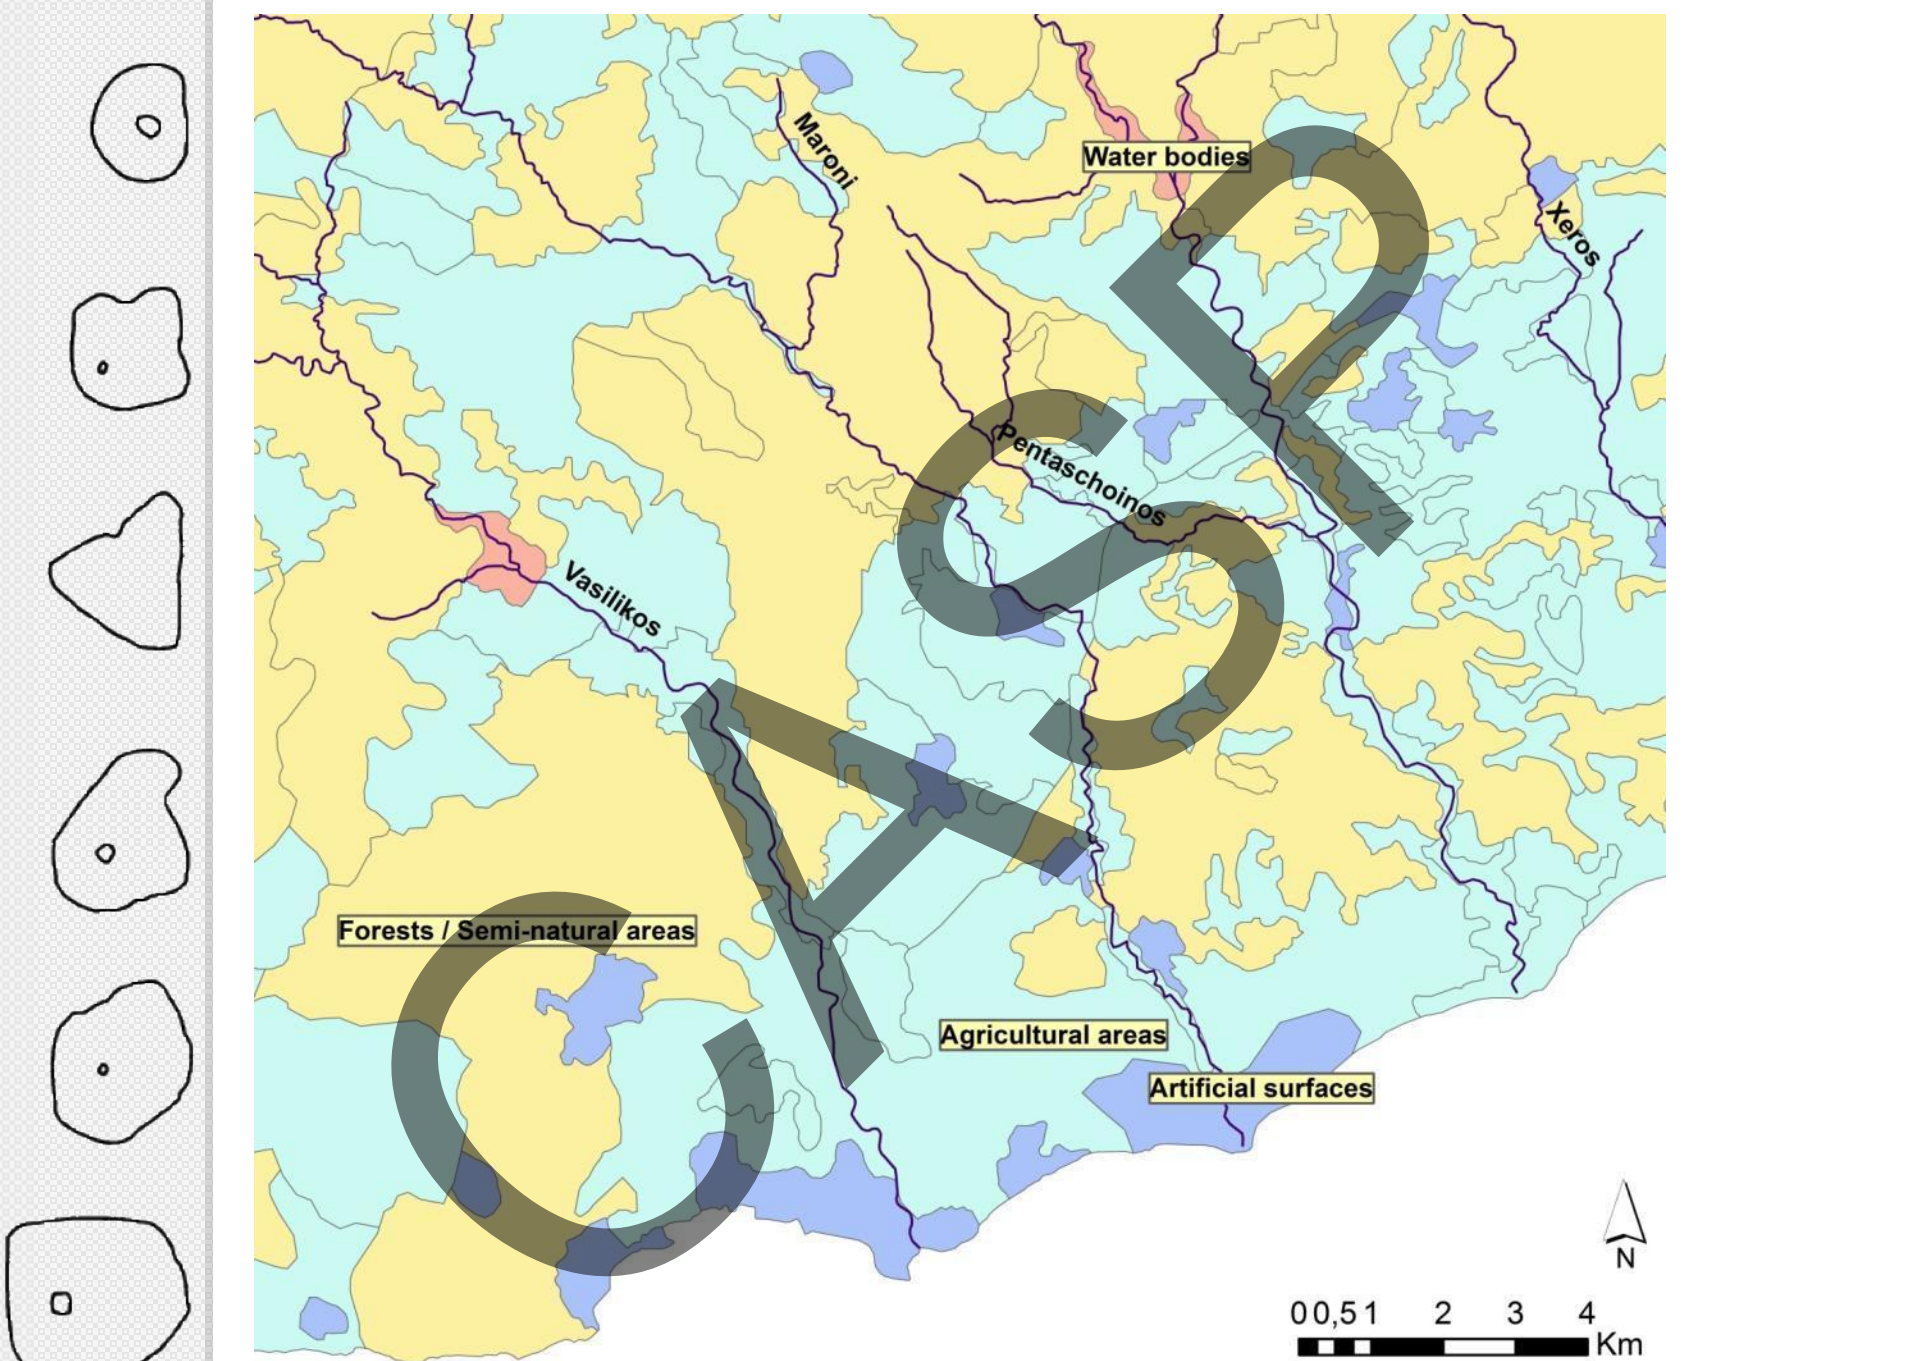 Maroni
Water bodies
Xeros
Pentaschoinos
Vasilikos
Forests / Semi-natural areas
Agricultural areas
Artificial surfaces
CASP
N
0 0,5 1 2 3 4
Km